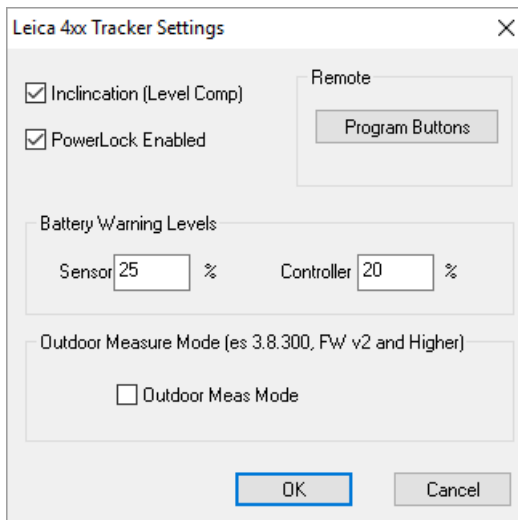 Leica 4xx Tracker Settings
Inclincation (Level Comp)
PowerLock Enabled
Remote
Program Buttons
Battery Warning Levels
Sensor 25 % Controller 20 %
Outdoor Measure Mode (es 3.8.300, FW v2 and Higher)
Outdoor Meas Mode
OK Cancel